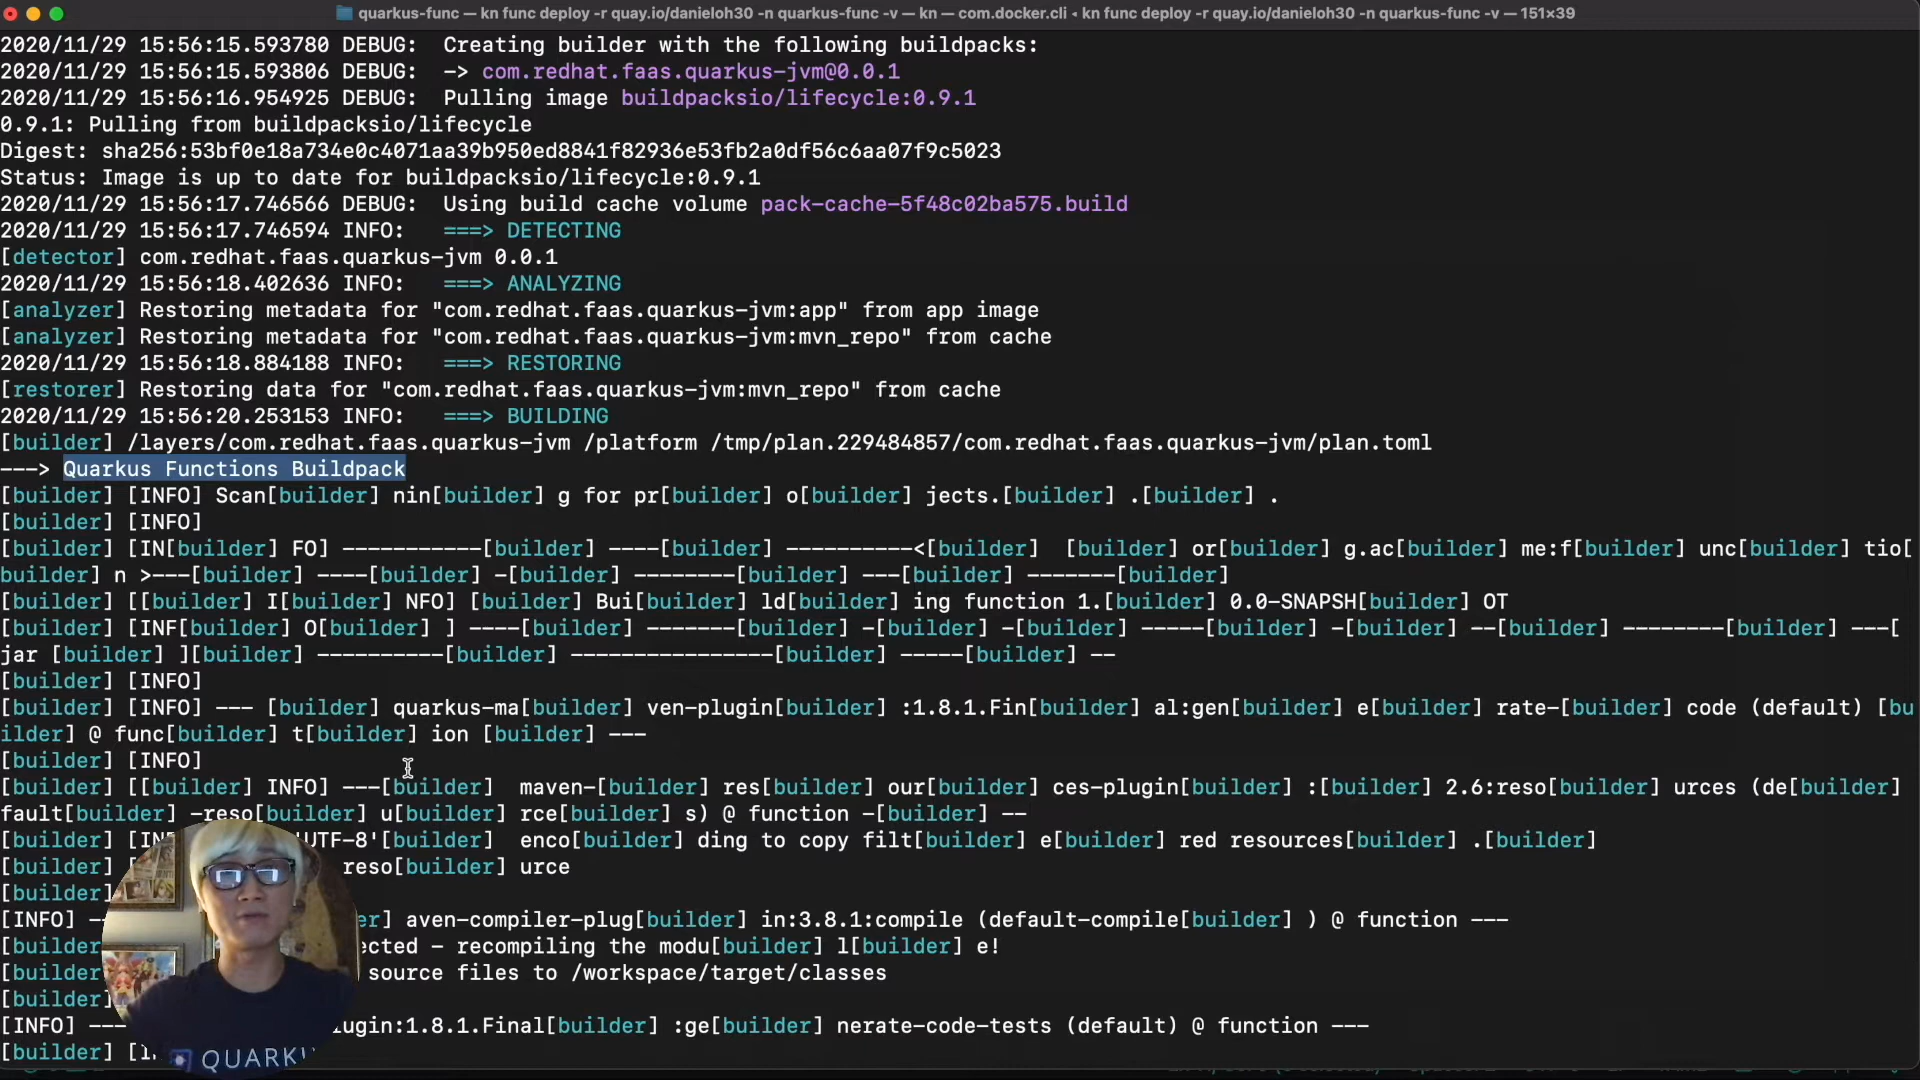 quarkus-func — kn func deploy -r quay.io/danieloh30 -n quarkus-func -v — kn — com.docker.cli ◂ kn func deploy -r quay.io/danieloh30 -n quarkus-func -v — 151×39
2020/11/29 15:56:15.593780 DEBUG:  Creating builder with the following buildpacks:
2020/11/29 15:56:15.593806 DEBUG:  -> com.redhat.faas.quarkus-jvm@0.0.1
2020/11/29 15:56:16.954925 DEBUG:  Pulling image buildpacksio/lifecycle:0.9.1
0.9.1: Pulling from buildpacksio/lifecycle
Digest: sha256:53bf0e18a734e0c4071aa39b950ed8841f82936e53fb2a0df56c6aa07f9c5023
Status: Image is up to date for buildpacksio/lifecycle:0.9.1
2020/11/29 15:56:17.746566 DEBUG:  Using build cache volume pack-cache-5f48c02ba575.build
2020/11/29 15:56:17.746594 INFO:   ===> DETECTING
[detector] com.redhat.faas.quarkus-jvm 0.0.1
2020/11/29 15:56:18.402636 INFO:   ===> ANALYZING
[analyzer] Restoring metadata for "com.redhat.faas.quarkus-jvm:app" from app image
[analyzer] Restoring metadata for "com.redhat.faas.quarkus-jvm:mvn_repo" from cache
2020/11/29 15:56:18.884188 INFO:   ===> RESTORING
[restorer] Restoring data for "com.redhat.faas.quarkus-jvm:mvn_repo" from cache
2020/11/29 15:56:20.253153 INFO:   ===> BUILDING
[builder] /layers/com.redhat.faas.quarkus-jvm /platform /tmp/plan.229484857/com.redhat.faas.quarkus-jvm/plan.toml
---> Quarkus Functions Buildpack
[builder] [INFO] Scan[builder] nin[builder] g for pr[builder] o[builder] jects.[builder] .[builder] .
[builder] [INFO]
[builder] [IN[builder] FO] -----------[builder] ----[builder] ----------<[builder]  [builder] or[builder] g.ac[builder] me:f[builder] unc[builder] tio[
builder] n >---[builder] ----[builder] -[builder] --------[builder] ---[builder] -------[builder]
[builder] [[builder] I[builder] NFO] [builder] Bui[builder] ld[builder] ing function 1.[builder] 0.0-SNAPSH[builder] OT
[builder] [INF[builder] O[builder] ] ----[builder] -------[builder] -[builder] -[builder] -----[builder] -[builder] --[builder] --------[builder] ---[
jar [builder] ][builder] ----------[builder] ----------------[builder] -----[builder] --
[builder] [INFO]
[builder] [INFO] --- [builder] quarkus-ma[builder] ven-plugin[builder] :1.8.1.Fin[builder] al:gen[builder] e[builder] rate-[builder] code (default) [bu
ilder] @ func[builder] t[builder] ion [builder] ---
[builder] [INFO]
[builder] [[builder] INFO] ---[builder]  maven-[builder] res[builder] our[builder] ces-plugin[builder] :[builder] 2.6:reso[builder] urces (de[builder]
fault[builder] -reso[builder] u[builder] rce[builder] s) @ function -[builder] --
[builder] [IN UTF-8'[builder]  enco[builder] ding to copy filt[builder] e[builder] red resources[builder] .[builder]
[builder] [ reso[builder] urce
[builder]
[INFO] -- er] aven-compiler-plug[builder] in:3.8.1:compile (default-compile[builder] ) @ function ---
[builder ected - recompiling the modu[builder] l[builder] e!
[builder source files to /workspace/target/classes
[builder]
[INFO] --- ugin:1.8.1.Final[builder] :ge[builder] nerate-code-tests (default) @ function ---
[builder] [I
QUARKU